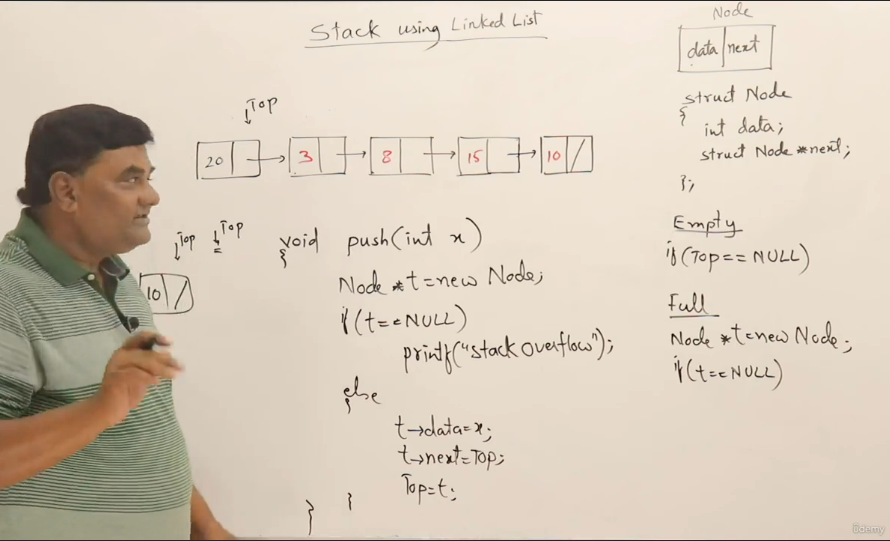 Stack using Linked List
Top
20 3 8 15 10 /
Top Top
10 /
void push(int x)
{
Node *t=new Node;
if(t==NULL)
printf("stack overflow");
else
{
t→data=x;
t→next=Top;
Top=t;
}
}
Node
data next
struct Node
{
int data;
struct Node *next;
};
Empty
if(Top==NULL)
Full
Node *t=new Node;
if(t==NULL)
ûdemy